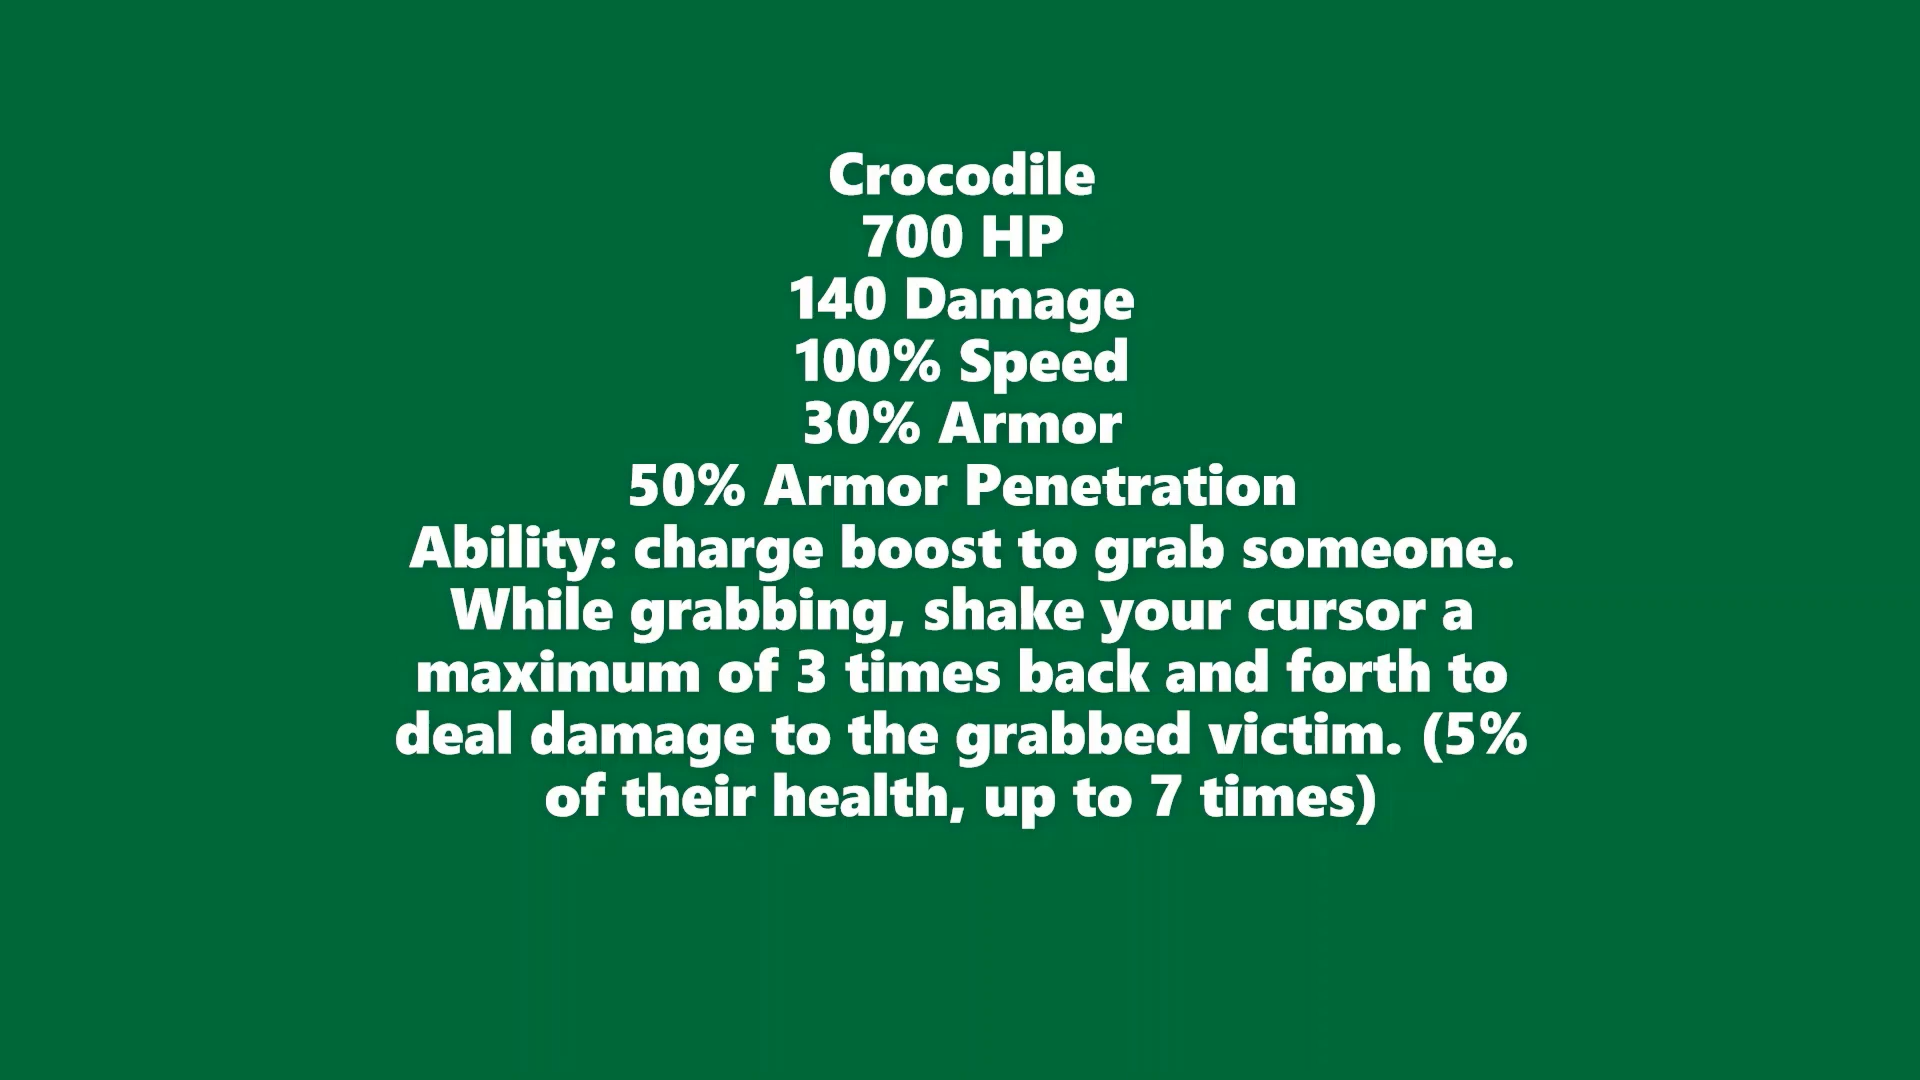 Crocodile
700 HP
140 Damage
100% Speed
30% Armor
50% Armor Penetration
Ability: charge boost to grab someone.
While grabbing, shake your cursor a
maximum of 3 times back and forth to
deal damage to the grabbed victim. (5%
of their health, up to 7 times)